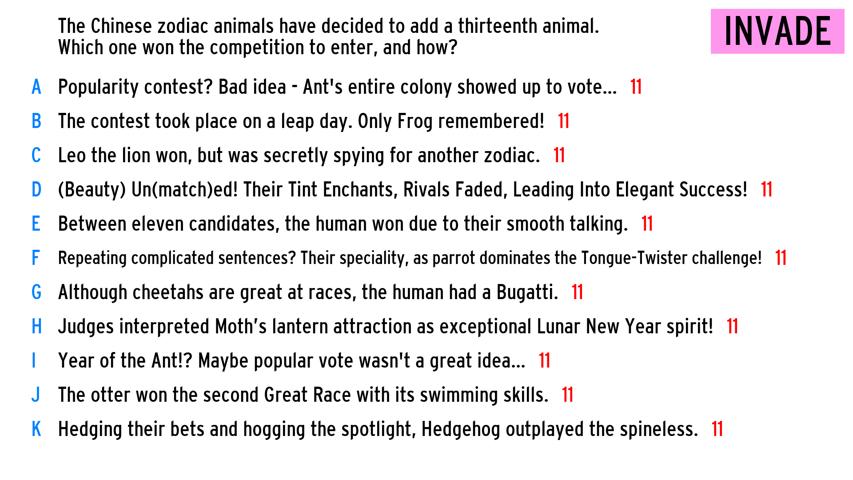 The Chinese zodiac animals have decided to add a thirteenth animal.
Which one won the competition to enter, and how?
INVADE
A Popularity contest? Bad idea - Ant's entire colony showed up to vote... 11
B The contest took place on a leap day. Only Frog remembered! 11
C Leo the lion won, but was secretly spying for another zodiac. 11
D (Beauty) Un(match)ed! Their Tint Enchants, Rivals Faded, Leading Into Elegant Success! 11
E Between eleven candidates, the human won due to their smooth talking. 11
F Repeating complicated sentences? Their speciality, as parrot dominates the Tongue-Twister challenge! 11
G Although cheetahs are great at races, the human had a Bugatti. 11
H Judges interpreted Moth’s lantern attraction as exceptional Lunar New Year spirit! 11
I Year of the Ant!? Maybe popular vote wasn't a great idea... 11
J The otter won the second Great Race with its swimming skills. 11
K Hedging their bets and hogging the spotlight, Hedgehog outplayed the spineless. 11